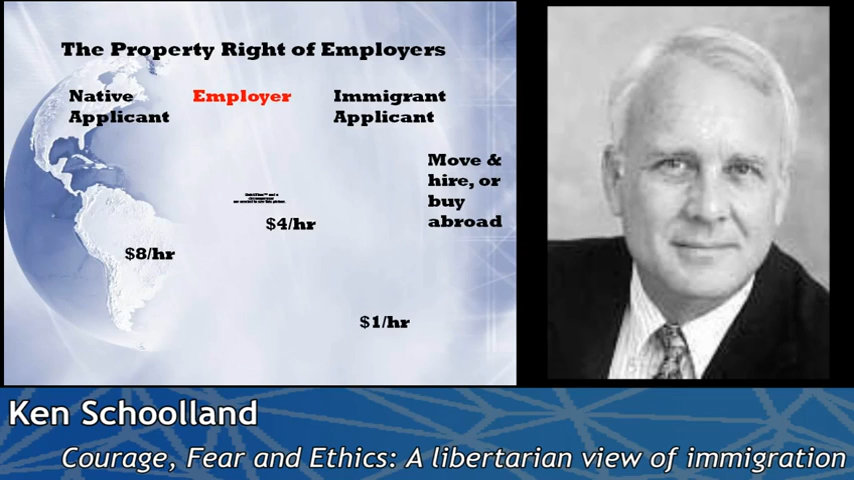 The Property Right of Employers
Native
Applicant
Employer
Immigrant
Applicant
Move &
hire, or
buy
abroad
$4/hr
$8/hr
$1/hr
Ken Schoolland
Courage, Fear and Ethics: A libertarian view of immigration